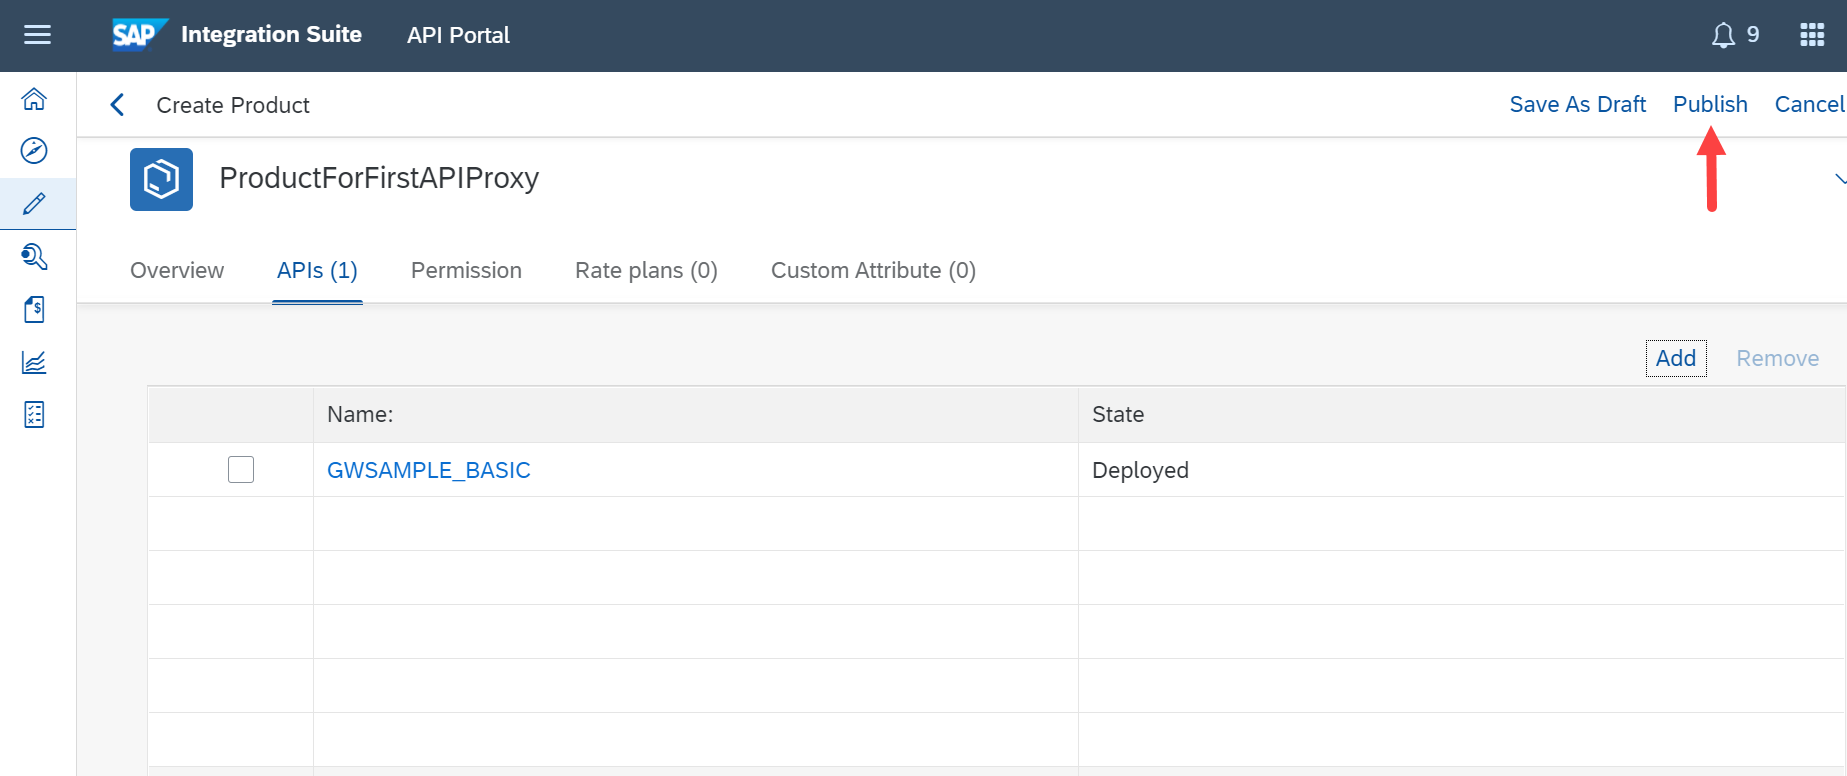 SAP Integration Suite API Portal 9
Create Product Save As Draft Publish Cancel
ProductForFirstAPIProxy
Overview APIs (1) Permission Rate plans (0) Custom Attribute (0)
Add Remove
Name: State
GWSAMPLE_BASIC Deployed